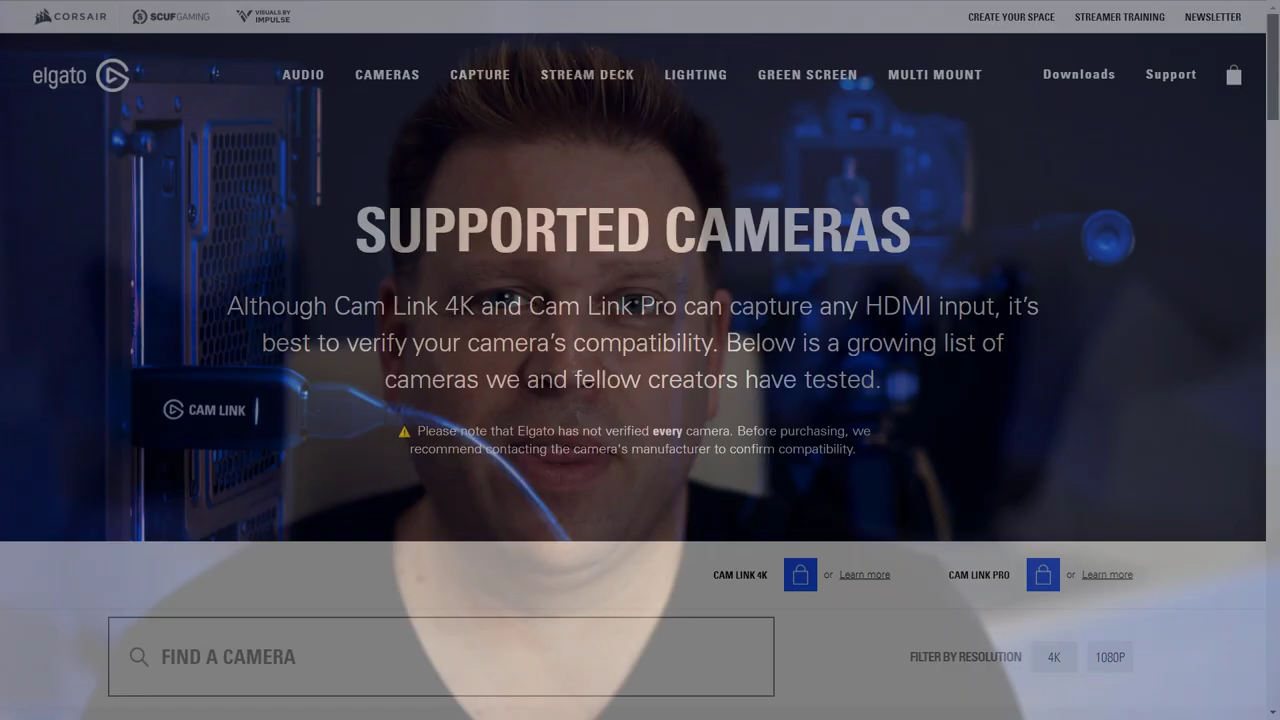 CORSAIR SCUFGAMING VISUALS BY IMPULSE CREATE YOUR SPACE STREAMER TRAINING NEWSLETTER
elgato AUDIO CAMERAS CAPTURE STREAM DECK LIGHTING GREEN SCREEN MULTI MOUNT Downloads Support
SUPPORTED CAMERAS
Although Cam Link 4K and Cam Link Pro can capture any HDMI input, it's
best to verify your camera's compatibility. Below is a growing list of
cameras we and fellow creators have tested.
CAM LINK
⚠ Please note that Elgato has not verified every camera. Before purchasing, we
recommend contacting the camera's manufacturer to confirm compatibility.
CAM LINK 4K or Learn more CAM LINK PRO or Learn more
FIND A CAMERA FILTER BY RESOLUTION 4K 1080P